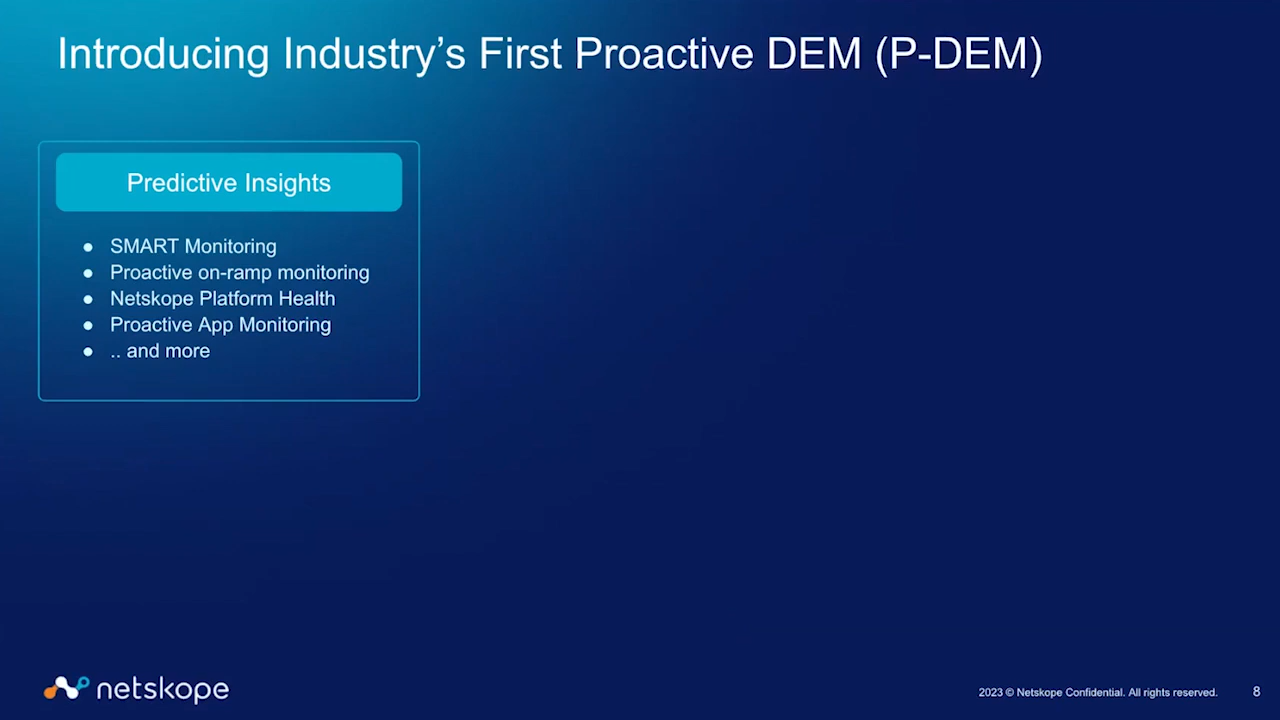 Introducing Industry’s First Proactive DEM (P-DEM)
Predictive Insights
● SMART Monitoring
● Proactive on-ramp monitoring
● Netskope Platform Health
● Proactive App Monitoring
● .. and more
netskope
2023 © Netskope Confidential. All rights reserved.
8